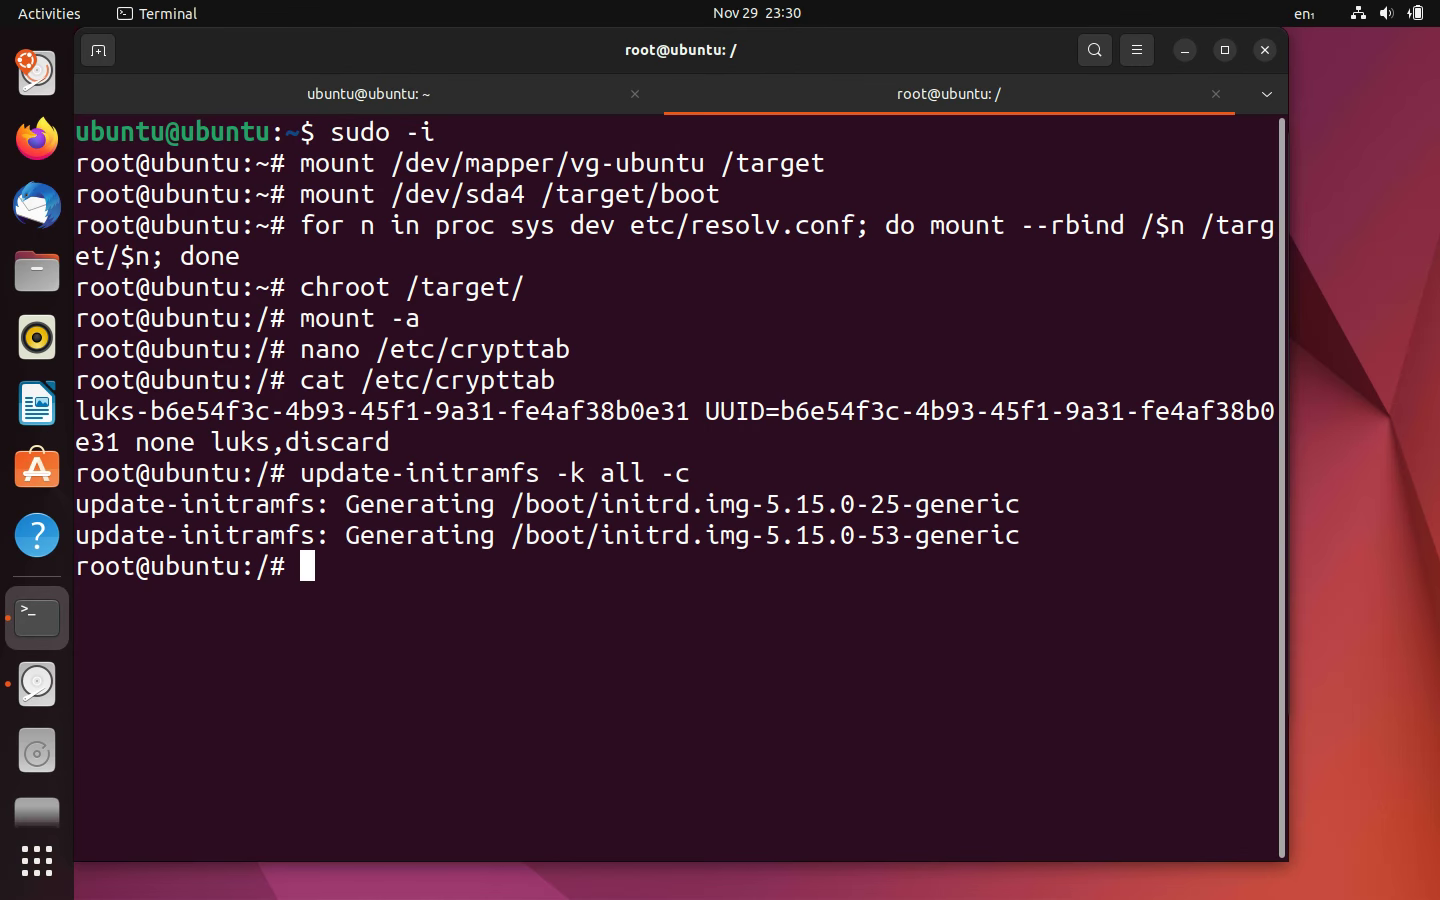 Activities
Terminal
Nov 29 23:30
en₁
root@ubuntu: /
ubuntu@ubuntu: ~
root@ubuntu: /
ubuntu@ubuntu:~$ sudo -i
root@ubuntu:~# mount /dev/mapper/vg-ubuntu /target
root@ubuntu:~# mount /dev/sda4 /target/boot
root@ubuntu:~# for n in proc sys dev etc/resolv.conf; do mount --rbind /$n /targ
et/$n; done
root@ubuntu:~# chroot /target/
root@ubuntu:/# mount -a
root@ubuntu:/# nano /etc/crypttab
root@ubuntu:/# cat /etc/crypttab
luks-b6e54f3c-4b93-45f1-9a31-fe4af38b0e31 UUID=b6e54f3c-4b93-45f1-9a31-fe4af38b0
e31 none luks,discard
root@ubuntu:/# update-initramfs -k all -c
update-initramfs: Generating /boot/initrd.img-5.15.0-25-generic
update-initramfs: Generating /boot/initrd.img-5.15.0-53-generic
root@ubuntu:/#